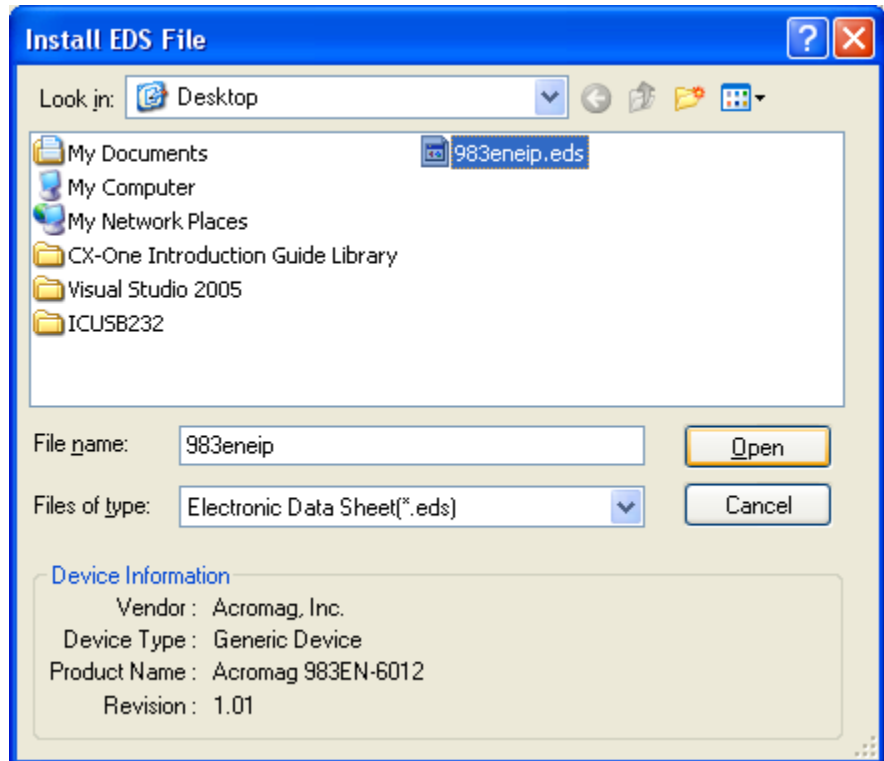 Install EDS File
Look in: Desktop
My Documents
983eneip.eds
My Computer
My Network Places
CX-One Introduction Guide Library
Visual Studio 2005
ICUSB232
File name: 983eneip Open
Files of type: Electronic Data Sheet(*.eds) Cancel
Device Information
Vendor : Acromag, Inc.
Device Type : Generic Device
Product Name : Acromag 983EN-6012
Revision : 1.01